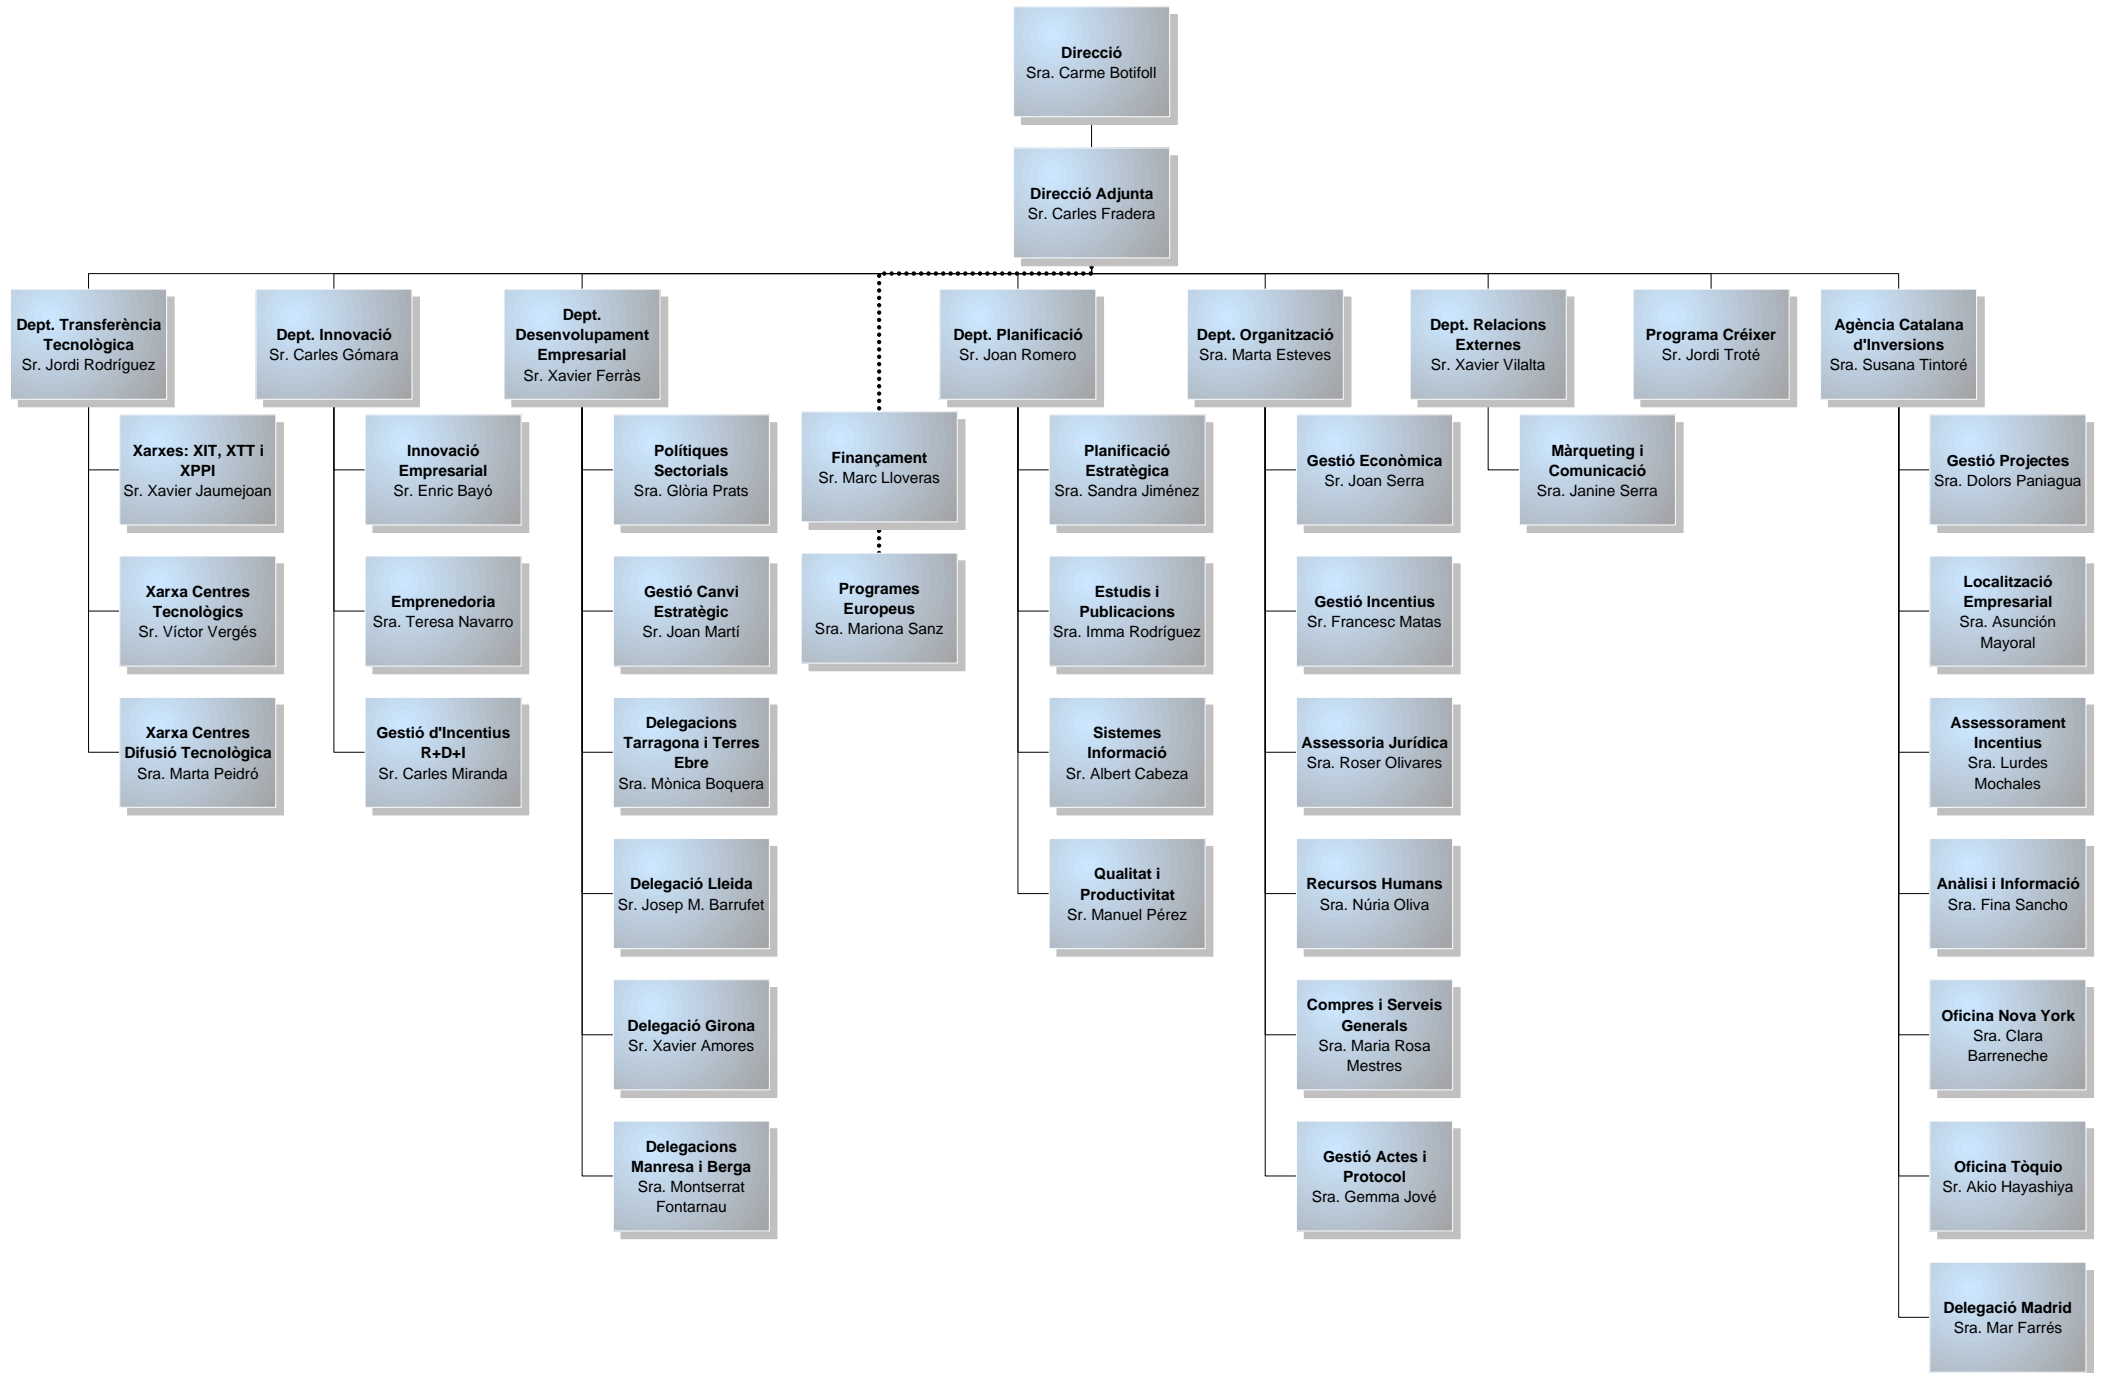 Direcció
Sra. Carme Botifoll
Direcció Adjunta
Sr. Carles Fradera
Dept. Transferència
Tecnològica
Sr. Jordi Rodríguez
Xarxes: XIT, XTT i
XPPI
Sr. Xavier Jaumejoan
Xarxa Centres
Tecnològics
Sr. Víctor Vergés
Xarxa Centres
Difusió Tecnològica
Sra. Marta Peidró
Dept. Innovació
Sr. Carles Gómara
Innovació
Empresarial
Sr. Enric Bayó
Emprenedoria
Sra. Teresa Navarro
Gestió d'Incentius
R+D+I
Sr. Carles Miranda
Dept.
Desenvolupament
Empresarial
Sr. Xavier Ferràs
Polítiques
Sectorials
Sra. Glòria Prats
Gestió Canvi
Estratègic
Sr. Joan Martí
Delegacions
Tarragona i Terres
Ebre
Sra. Mònica Boquera
Delegació Lleida
Sr. Josep M. Barrufet
Delegació Girona
Sr. Xavier Amores
Delegacions
Manresa i Berga
Sra. Montserrat
Fontarnau
Finançament
Sr. Marc Lloveras
Programes
Europeus
Sra. Mariona Sanz
Dept. Planificació
Sr. Joan Romero
Planificació
Estratègica
Sra. Sandra Jiménez
Estudis i
Publicacions
Sra. Imma Rodríguez
Sistemes
Informació
Sr. Albert Cabeza
Qualitat i
Productivitat
Sr. Manuel Pérez
Dept. Organització
Sra. Marta Esteves
Gestió Econòmica
Sr. Joan Serra
Gestió Incentius
Sr. Francesc Matas
Assessoria Jurídica
Sra. Roser Olivares
Recursos Humans
Sra. Núria Oliva
Compres i Serveis
Generals
Sra. Maria Rosa
Mestres
Gestió Actes i
Protocol
Sra. Gemma Jové
Dept. Relacions
Externes
Sr. Xavier Vilalta
Màrqueting i
Comunicació
Sra. Janine Serra
Programa Créixer
Sr. Jordi Troté
Agència Catalana
d'Inversions
Sra. Susana Tintoré
Gestió Projectes
Sra. Dolors Paniagua
Localització
Empresarial
Sra. Asunción
Mayoral
Assessorament
Incentius
Sra. Lurdes
Mochales
Anàlisi i Informació
Sra. Fina Sancho
Oficina Nova York
Sra. Clara
Barreneche
Oficina Tòquio
Sr. Akio Hayashiya
Delegació Madrid
Sra. Mar Farrés